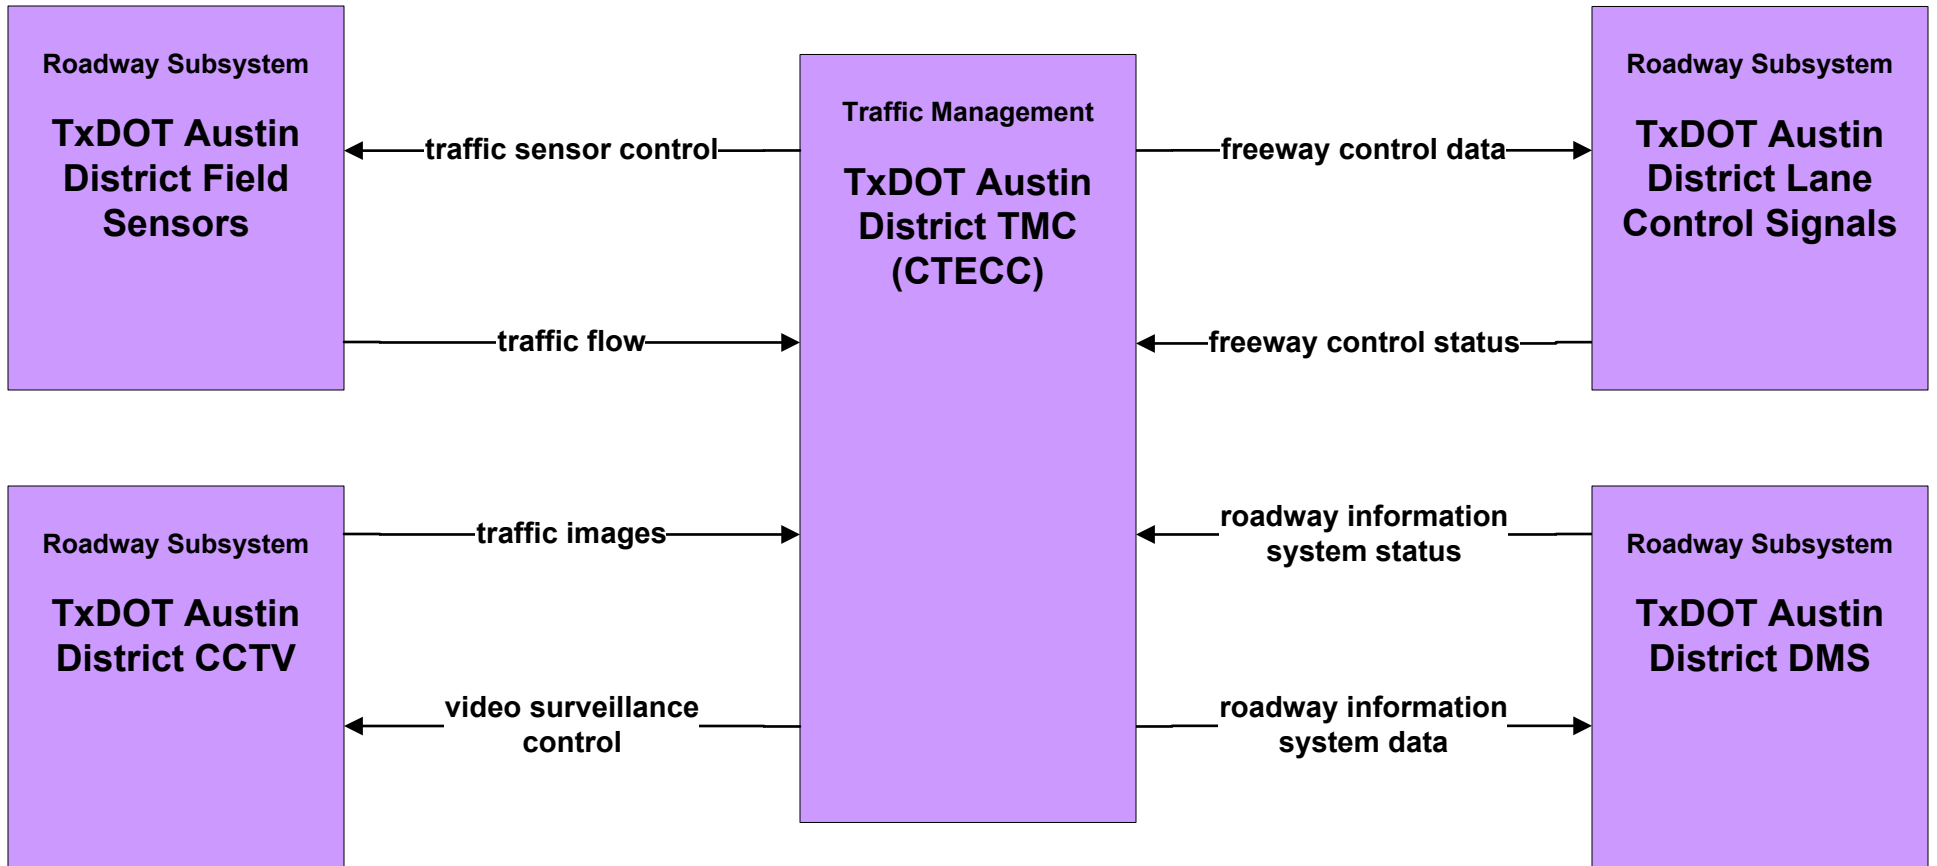 Roadway Subsystem
TxDOT Austin
District Field
Sensors
traffic sensor control
traffic flow
Traffic Management
TxDOT Austin
District TMC
(CTECC)
freeway control data
freeway control status
Roadway Subsystem
TxDOT Austin
District Lane
Control Signals
Roadway Subsystem
TxDOT Austin
District CCTV
traffic images
video surveillance
control
roadway information
system status
roadway information
system data
Roadway Subsystem
TxDOT Austin
District DMS